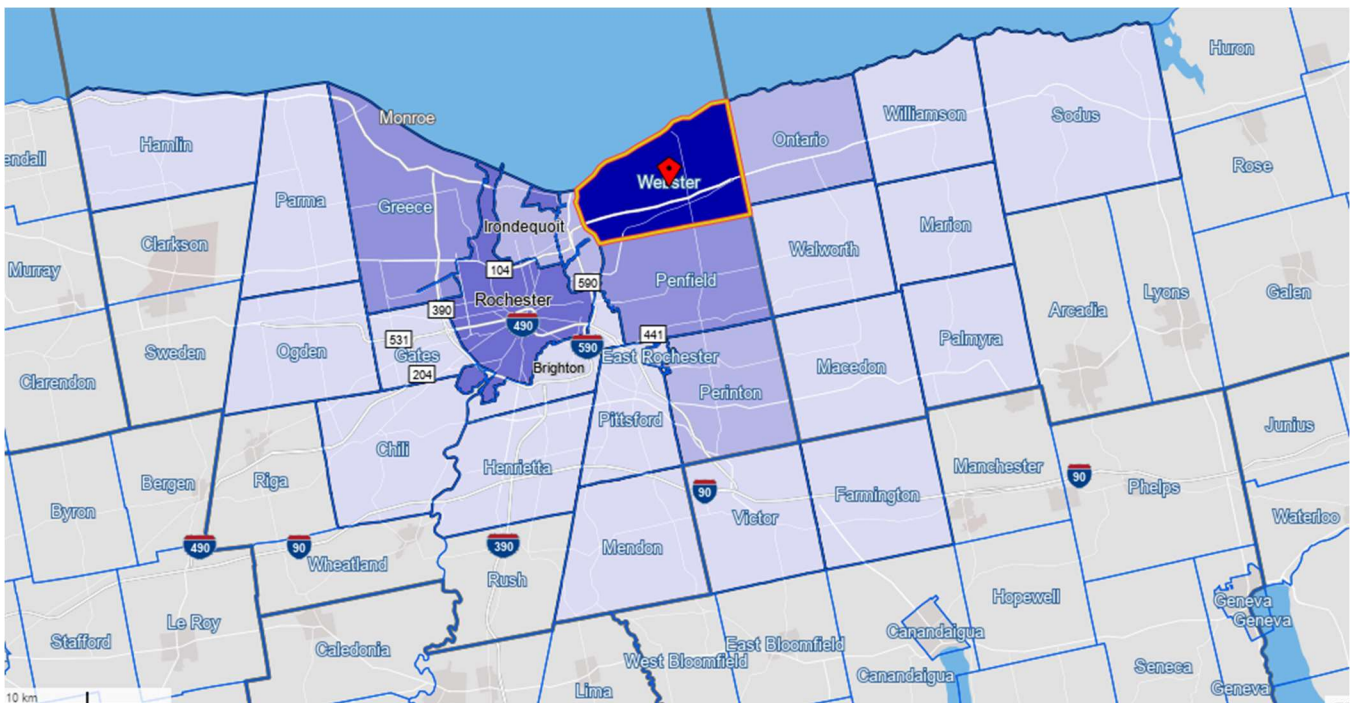 Huron
Monroe
Hamlin
Williamson
Sodus
Ontario
endall
Rose
Parma
Webster
Greece
Irondequoit
Clarkson
Marion
Walworth
Murray
104
590
Penfield
Galen
Rochester
Lyons
Arcadia
390
490
441
531
590
Palmyra
Sweden
Ogden
Gates
East Rochester
Macedon
204
Brighton
Clarendon
Perinton
Pittsford
Junius
Chili
Henrietta
Manchester
90
Riga
Bergen
90
Phelps
Farmington
Byron
Victor
Waterloo
490
90
390
Mendon
Wheatland
Rush
Hopewell
Geneva
Le Roy
Geneva
Stafford
Canandaigua
Caledonia
East Bloomfield
West Bloomfield
Seneca
Canandaigua
Lima
Geneva
10 km